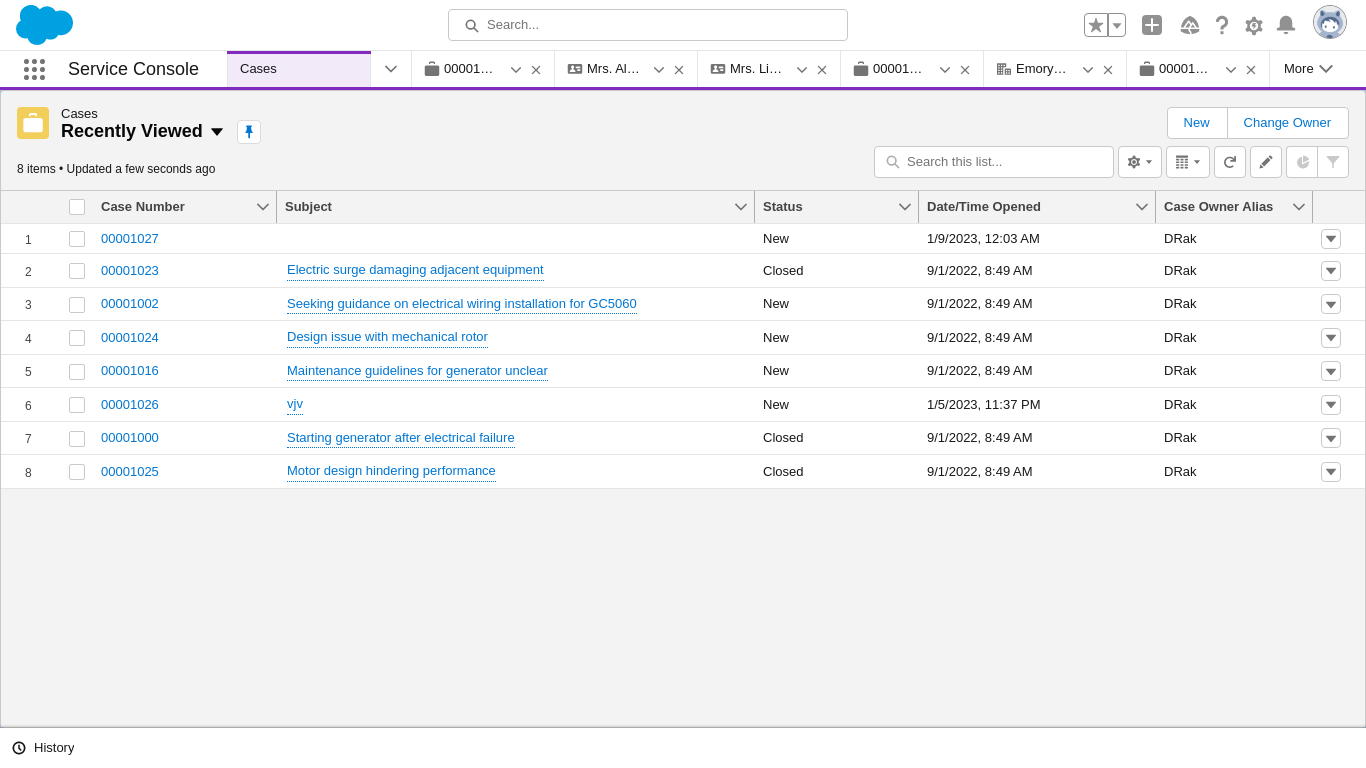 Search...
Service Console
Cases
00001…
Mrs. Al…
Mrs. Li…
00001…
Emory…
00001…
More
Cases
Recently Viewed
New
Change Owner
8 items • Updated a few seconds ago
Search this list...
Case Number Subject Status Date/Time Opened Case Owner Alias
1 00001027 New 1/9/2023, 12:03 AM DRak
2 00001023 Electric surge damaging adjacent equipment Closed 9/1/2022, 8:49 AM DRak
3 00001002 Seeking guidance on electrical wiring installation for GC5060 New 9/1/2022, 8:49 AM DRak
4 00001024 Design issue with mechanical rotor New 9/1/2022, 8:49 AM DRak
5 00001016 Maintenance guidelines for generator unclear New 9/1/2022, 8:49 AM DRak
6 00001026 vjv New 1/5/2023, 11:37 PM DRak
7 00001000 Starting generator after electrical failure Closed 9/1/2022, 8:49 AM DRak
8 00001025 Motor design hindering performance Closed 9/1/2022, 8:49 AM DRak
History